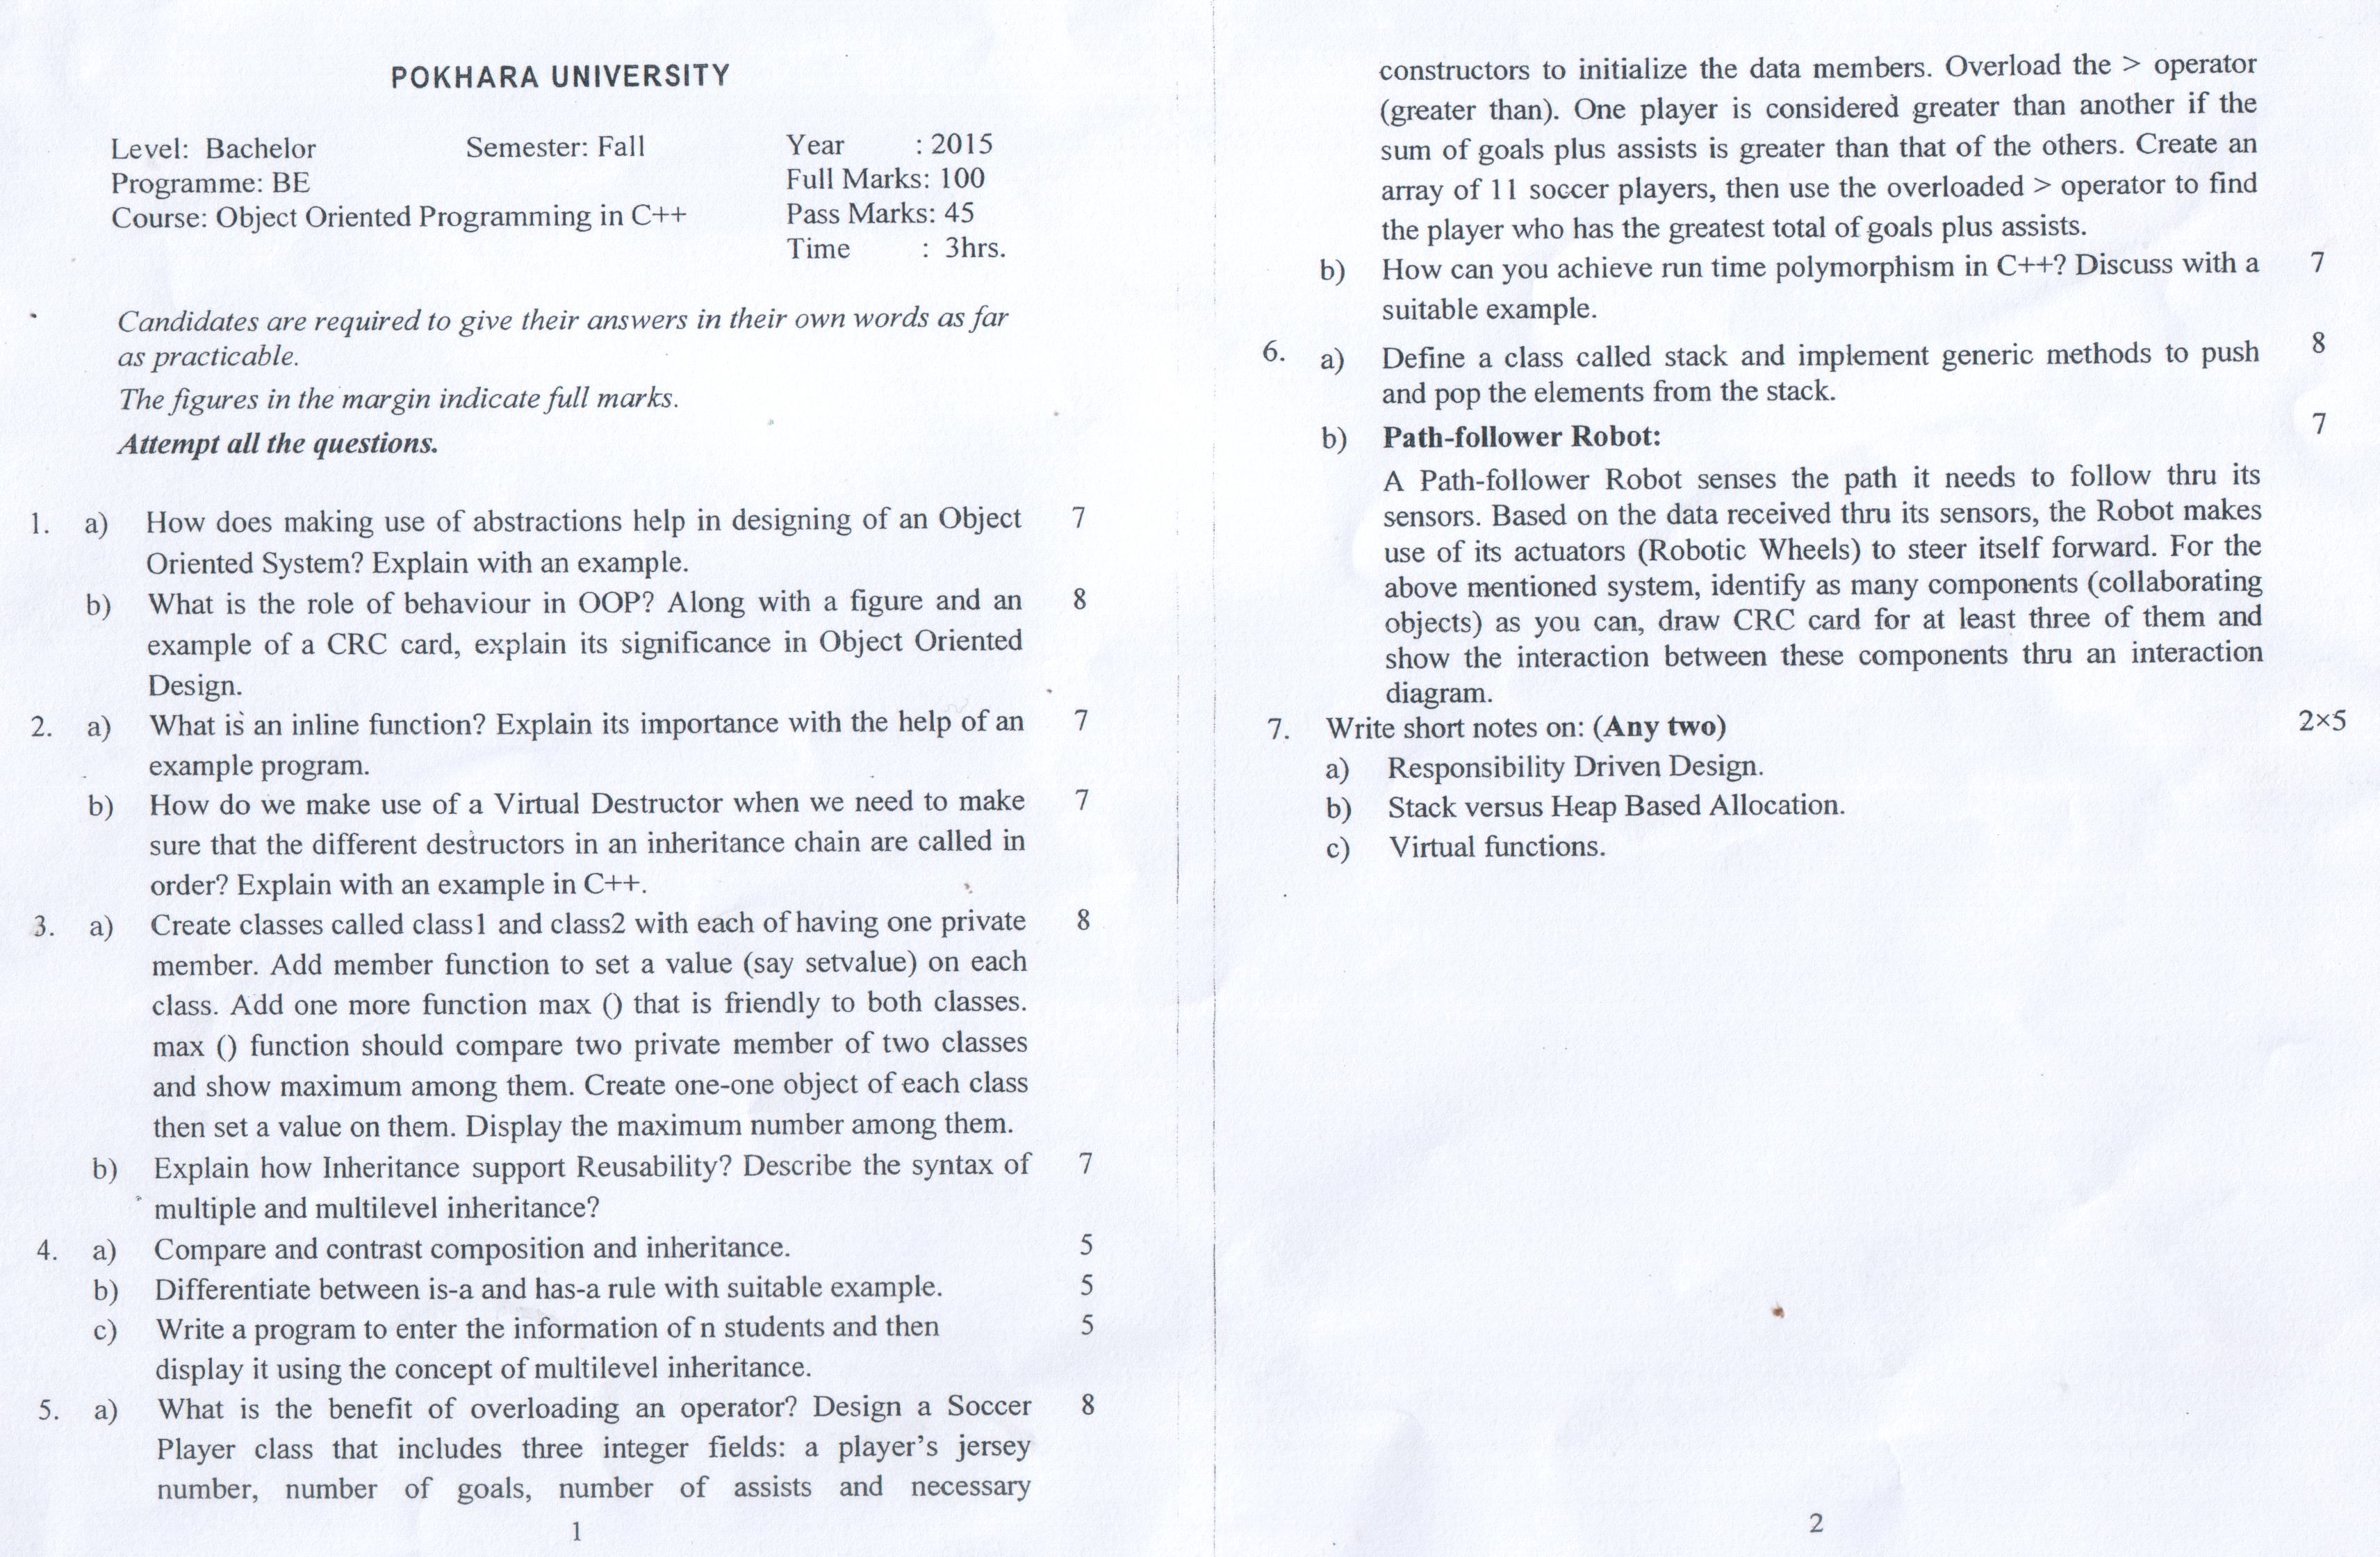 POKHARA UNIVERSITY
Level: Bachelor Semester: Fall Year : 2015
Programme: BE Full Marks: 100
Course: Object Oriented Programming in C++ Pass Marks: 45
Time : 3hrs.
Candidates are required to give their answers in their own words as far
as practicable.
The figures in the margin indicate full marks.
Attempt all the questions.
1. a) How does making use of abstractions help in designing of an Object 7
Oriented System? Explain with an example.
b) What is the role of behaviour in OOP? Along with a figure and an 8
example of a CRC card, explain its significance in Object Oriented
Design.
2. a) What is an inline function? Explain its importance with the help of an 7
example program.
b) How do we make use of a Virtual Destructor when we need to make 7
sure that the different destructors in an inheritance chain are called in
order? Explain with an example in C++.
3. a) Create classes called class1 and class2 with each of having one private 8
member. Add member function to set a value (say setvalue) on each
class. Add one more function max () that is friendly to both classes.
max () function should compare two private member of two classes
and show maximum among them. Create one-one object of each class
then set a value on them. Display the maximum number among them.
b) Explain how Inheritance support Reusability? Describe the syntax of 7
multiple and multilevel inheritance?
4. a) Compare and contrast composition and inheritance. 5
b) Differentiate between is-a and has-a rule with suitable example. 5
c) Write a program to enter the information of n students and then 5
display it using the concept of multilevel inheritance.
5. a) What is the benefit of overloading an operator? Design a Soccer 8
Player class that includes three integer fields: a player's jersey
number, number of goals, number of assists and necessary
1
constructors to initialize the data members. Overload the > operator
(greater than). One player is considered greater than another if the
sum of goals plus assists is greater than that of the others. Create an
array of 11 soccer players, then use the overloaded > operator to find
the player who has the greatest total of goals plus assists.
b) How can you achieve run time polymorphism in C++? Discuss with a 7
suitable example.
6. a) Define a class called stack and implement generic methods to push 8
and pop the elements from the stack.
b) Path-follower Robot: 7
A Path-follower Robot senses the path it needs to follow thru its
sensors. Based on the data received thru its sensors, the Robot makes
use of its actuators (Robotic Wheels) to steer itself forward. For the
above mentioned system, identify as many components (collaborating
objects) as you can, draw CRC card for at least three of them and
show the interaction between these components thru an interaction
diagram.
7. Write short notes on: (Any two) 2×5
a) Responsibility Driven Design.
b) Stack versus Heap Based Allocation.
c) Virtual functions.
2